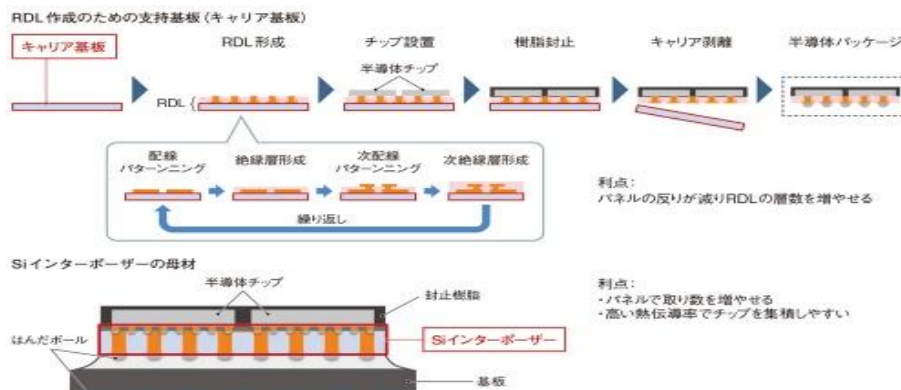 RDL作成のための支持基板(キャリア基板)
キャリア基板
RDL形成
チップ設置
樹脂封止
キャリア剥離
半導体パッケージ
半導体チップ
RDL
配線
パターンニング
絶縁層形成
次配線
パターンニング
次絶縁層形成
繰り返し
利点:
パネルの反りが減りRDLの層数を増やせる
Siインターポーザーの母材
半導体チップ
封止樹脂
はんだボール
Siインターポーザー
基板
利点:
・パネルで取り数を増やせる
・高い熱伝導率でチップを集積しやすい